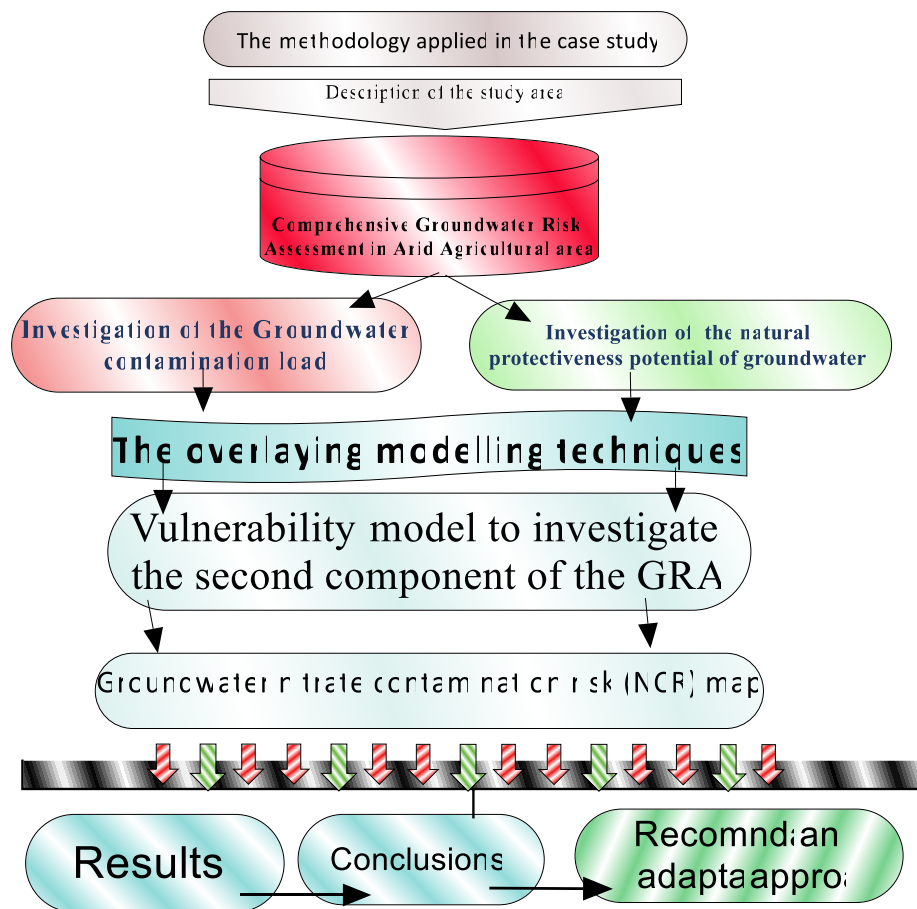 The methodology applied in the case study
Description of the study area
Comprehensive Groundwater Risk
Assessment in Arid Agricultural area
Investigation of the Groundwater
contamination load
Investigation of the natural
protectiveness potential of groundwater
The overlaying modelling techniques
Vulnerability model to investigate
the second component of the GRA
Groundwater nitrate contamination risk (NCR) map
Results
Conclusions
Recomndaan
adaptaappro